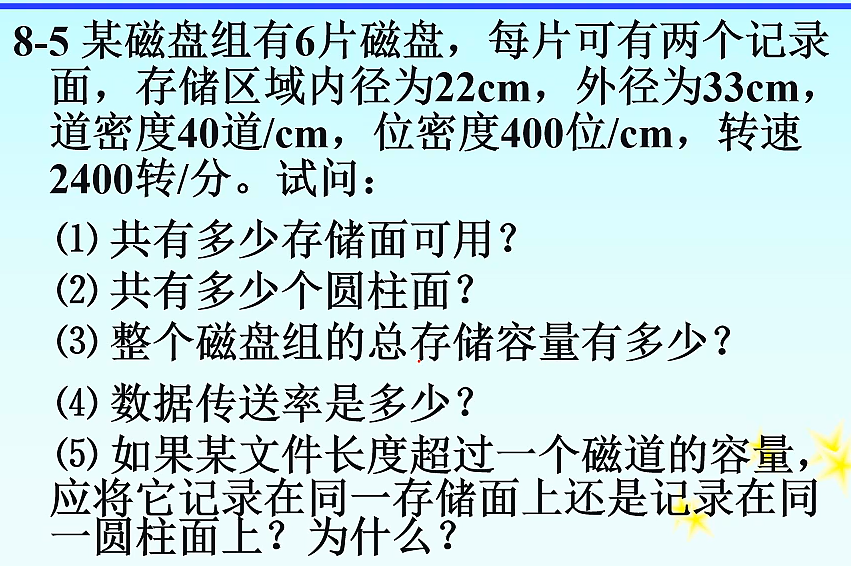 8-5 某磁盘组有6片磁盘，每片可有两个记录
面，存储区域内径为22cm，外径为33cm，
道密度40道/cm，位密度400位/cm，转速
2400转/分。试问：
⑴ 共有多少存储面可用？
⑵ 共有多少个圆柱面？
⑶ 整个磁盘组的总存储容量有多少？
⑷ 数据传送率是多少？
⑸ 如果某文件长度超过一个磁道的容量，
应将它记录在同一存储面上还是记录在同
一圆柱面上？为什么？